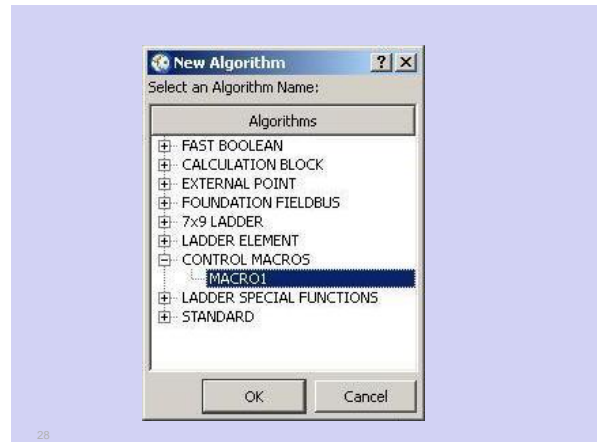 New Algorithm
Select an Algorithm Name:
Algorithms
FAST BOOLEAN
CALCULATION BLOCK
EXTERNAL POINT
FOUNDATION FIELDBUS
7x9 LADDER
LADDER ELEMENT
CONTROL MACROS
MACRO1
LADDER SPECIAL FUNCTIONS
STANDARD
OK Cancel
28